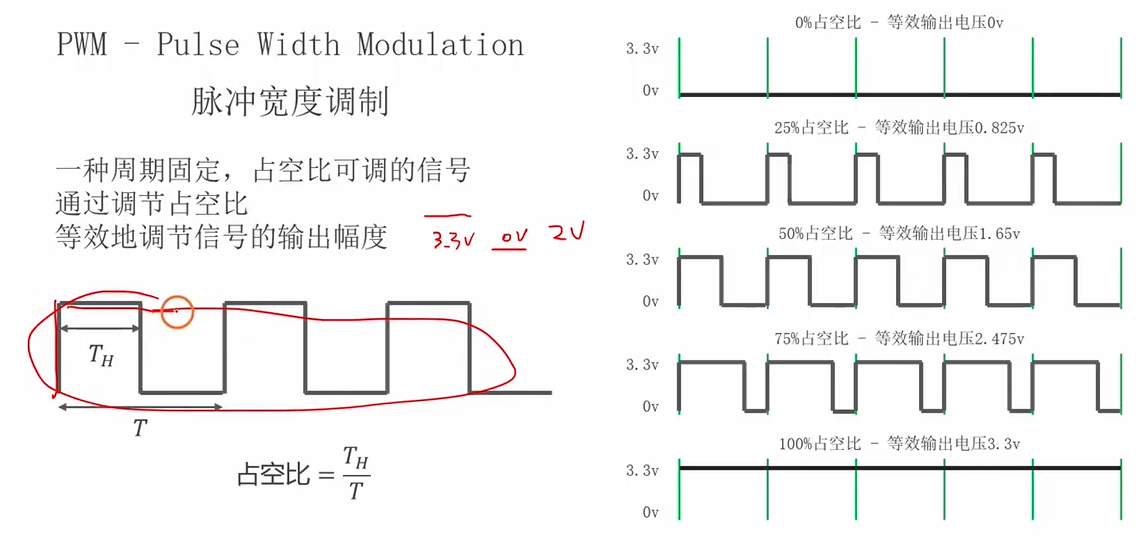 PWM - Pulse Width Modulation
脉冲宽度调制
一种周期固定，占空比可调的信号
通过调节占空比
等效地调节信号的输出幅度
3.3V 0V 2V
T_H
T
占空比 = T_H / T
0%占空比 - 等效输出电压0v
3.3v
0v
25%占空比 - 等效输出电压0.825v
3.3v
0v
50%占空比 - 等效输出电压1.65v
3.3v
0v
75%占空比 - 等效输出电压2.475v
3.3v
0v
100%占空比 - 等效输出电压3.3v
3.3v
0v